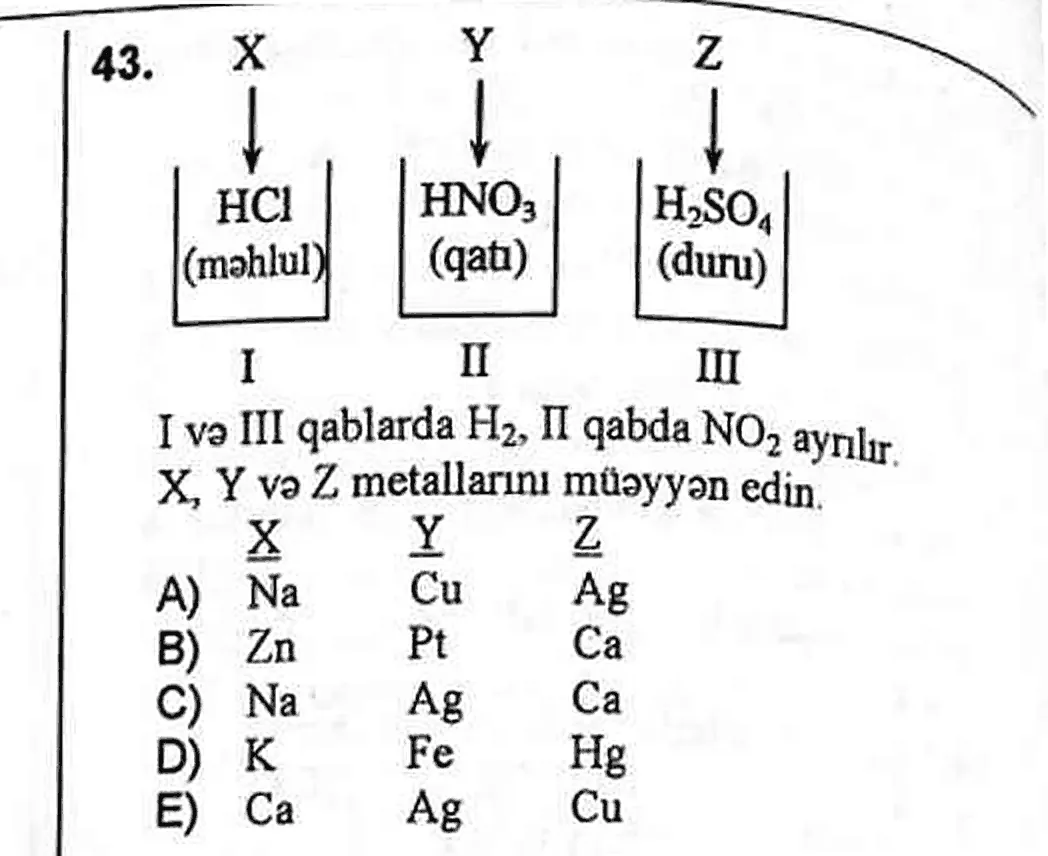 43. X Y Z
HCl HNO₃ H₂SO₄
(məhlul) (qatı) (duru)
I II III
I və III qablarda H₂, II qabda NO₂ ayrılır.
X, Y və Z metallarını müəyyən edin.
X Y Z
A) Na Cu Ag
B) Zn Pt Ca
C) Na Ag Ca
D) K Fe Hg
E) Ca Ag Cu